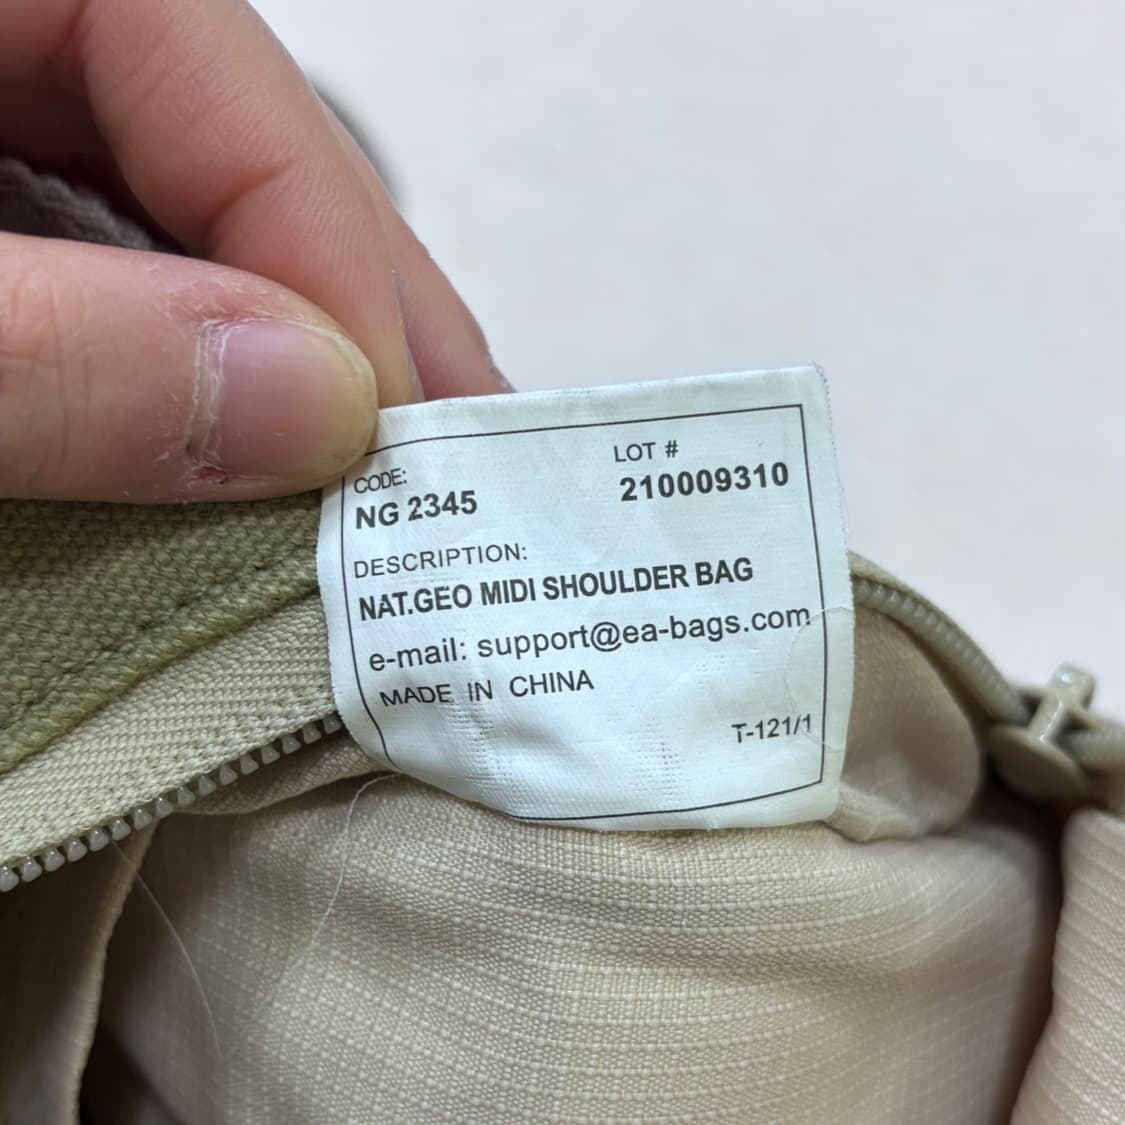 CODE:
NG 2345
LOT #
210009310
DESCRIPTION:
NAT.GEO MIDI SHOULDER BAG
e-mail: support@ea-bags.com
MADE IN CHINA
T-121/1